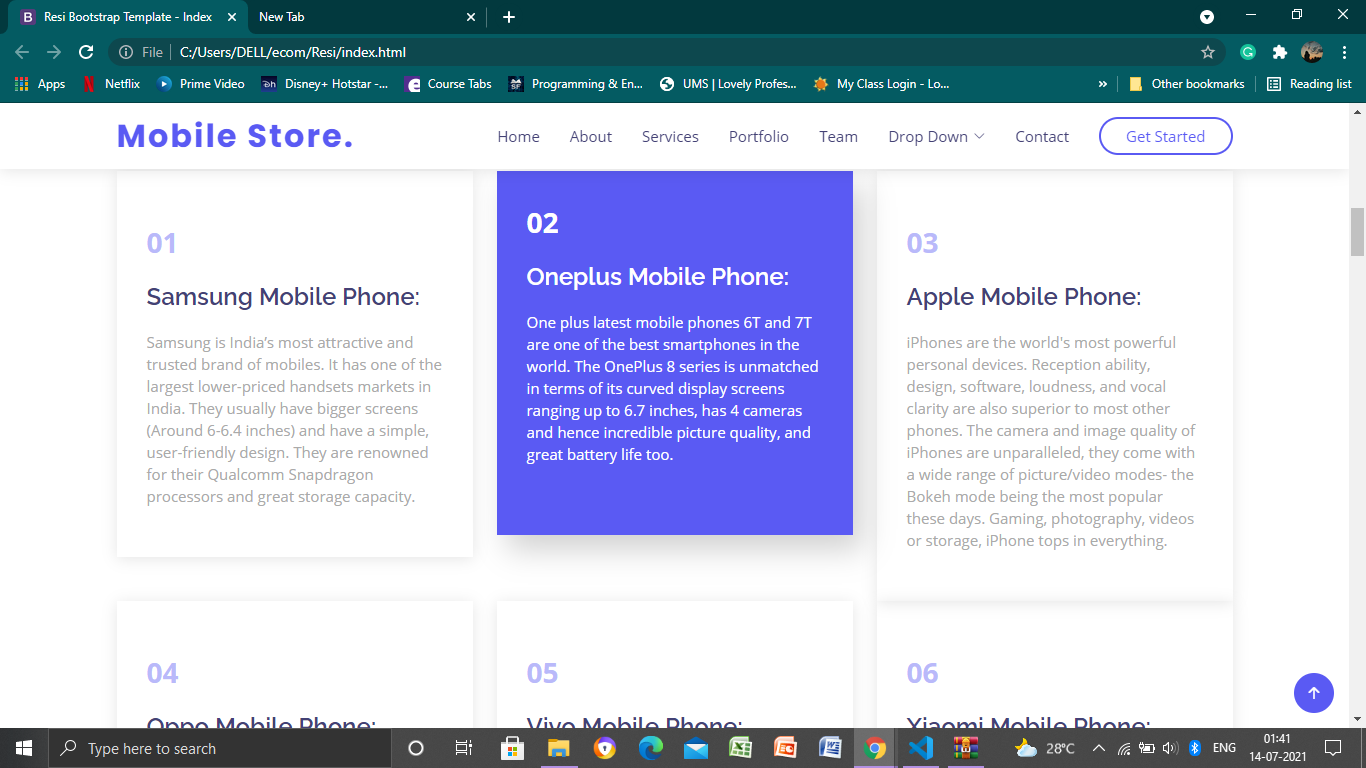 Resi Bootstrap Template - Index
New Tab
File
C:/Users/DELL/ecom/Resi/index.html
Apps
Netflix
Prime Video
Disney+ Hotstar -...
Course Tabs
Programming & En...
UMS | Lovely Profes...
My Class Login - Lo...
»
Other bookmarks
Reading list
Mobile Store.
Home
About
Services
Portfolio
Team
Drop Down
Contact
Get Started
01
Samsung Mobile Phone:
Samsung is India's most attractive and
trusted brand of mobiles. It has one of the
largest lower-priced handsets markets in
India. They usually have bigger screens
(Around 6-6.4 inches) and have a simple,
user-friendly design. They are renowned
for their Qualcomm Snapdragon
processors and great storage capacity.
02
Oneplus Mobile Phone:
One plus latest mobile phones 6T and 7T
are one of the best smartphones in the
world. The OnePlus 8 series is unmatched
in terms of its curved display screens
ranging up to 6.7 inches, has 4 cameras
and hence incredible picture quality, and
great battery life too.
03
Apple Mobile Phone:
iPhones are the world's most powerful
personal devices. Reception ability,
design, software, loudness, and vocal
clarity are also superior to most other
phones. The camera and image quality of
iPhones are unparalleled, they come with
a wide range of picture/video modes- the
Bokeh mode being the most popular
these days. Gaming, photography, videos
or storage, iPhone tops in everything.
04
Oppo Mobile Phone:
05
Vivo Mobile Phone:
06
Xiaomi Mobile Phone:
Type here to search
28°C
ENG
01:41
14-07-2021